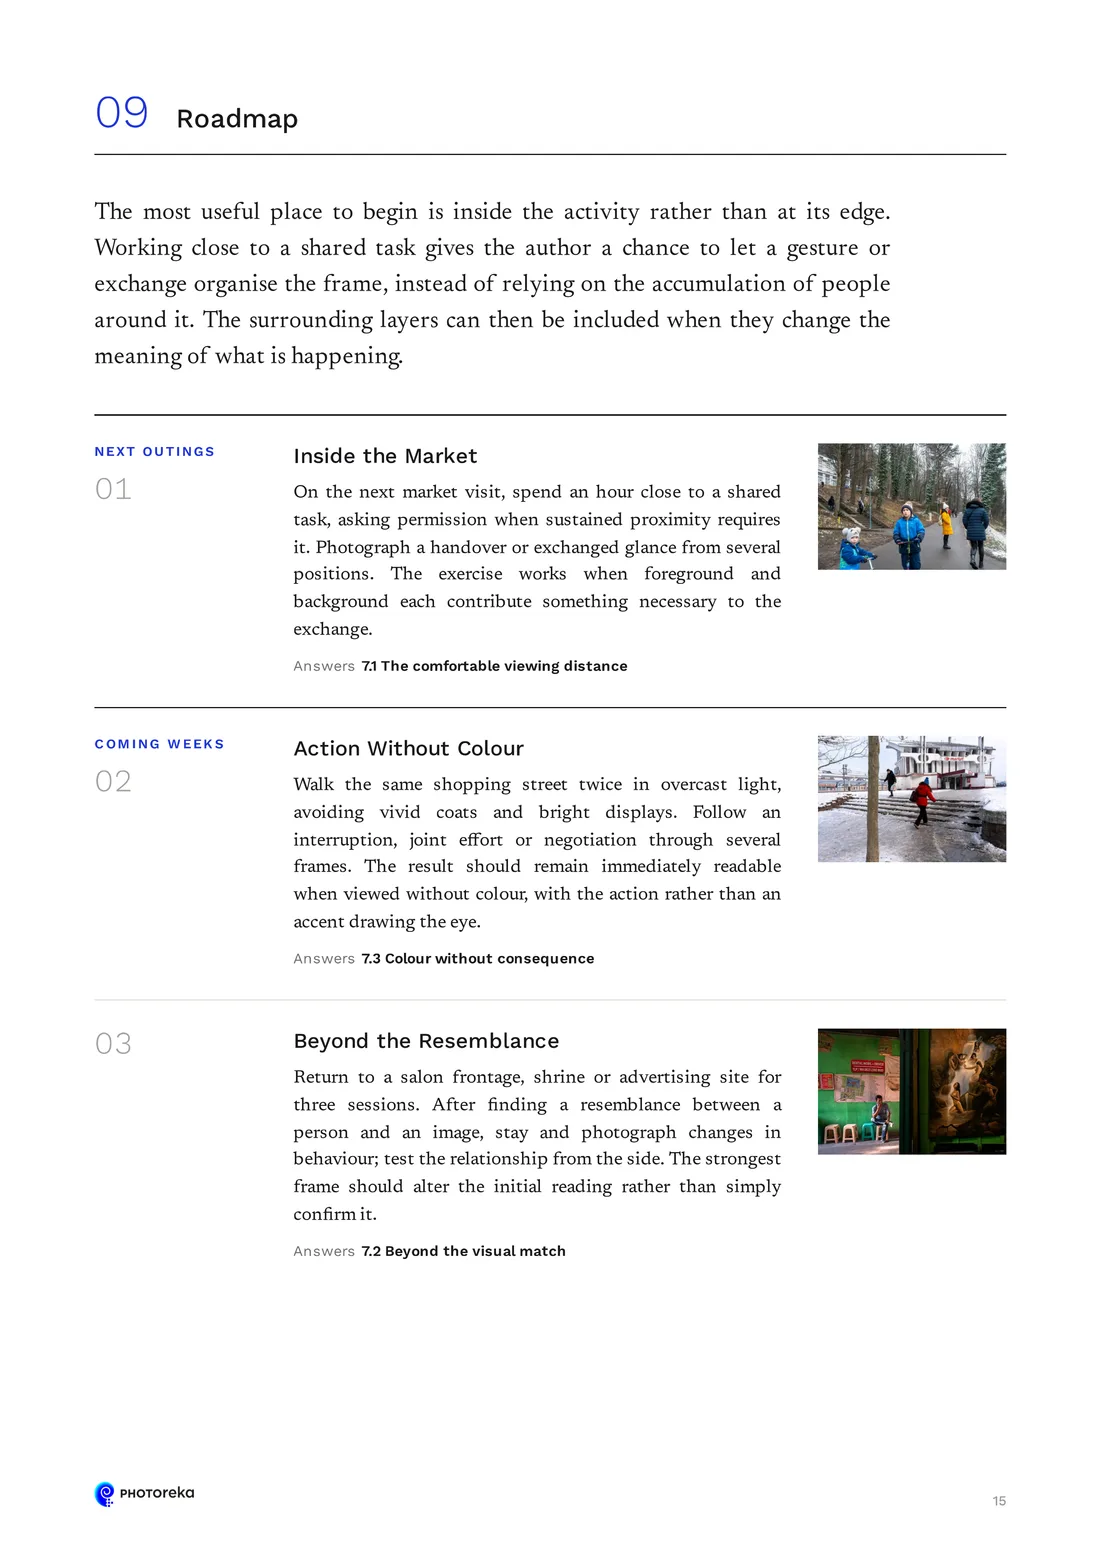 09 Roadmap
The most useful place to begin is inside the activity rather than at its edge.
Working close to a shared task gives the author a chance to let a gesture or
exchange organise the frame, instead of relying on the accumulation of people
around it. The surrounding layers can then be included when they change the
meaning of what is happening.
NEXT OUTINGS
01
Inside the Market
On the next market visit, spend an hour close to a shared
task, asking permission when sustained proximity requires
it. Photograph a handover or exchanged glance from several
positions. The exercise works when foreground and
background each contribute something necessary to the
exchange.
Answers 7.1 The comfortable viewing distance
COMING WEEKS
02
Action Without Colour
Walk the same shopping street twice in overcast light,
avoiding vivid coats and bright displays. Follow an
interruption, joint effort or negotiation through several
frames. The result should remain immediately readable
when viewed without colour, with the action rather than an
accent drawing the eye.
Answers 7.3 Colour without consequence
03
Beyond the Resemblance
Return to a salon frontage, shrine or advertising site for
three sessions. After finding a resemblance between a
person and an image, stay and photograph changes in
behaviour; test the relationship from the side. The strongest
frame should alter the initial reading rather than simply
confirm it.
Answers 7.2 Beyond the visual match
PHOTOreka
15